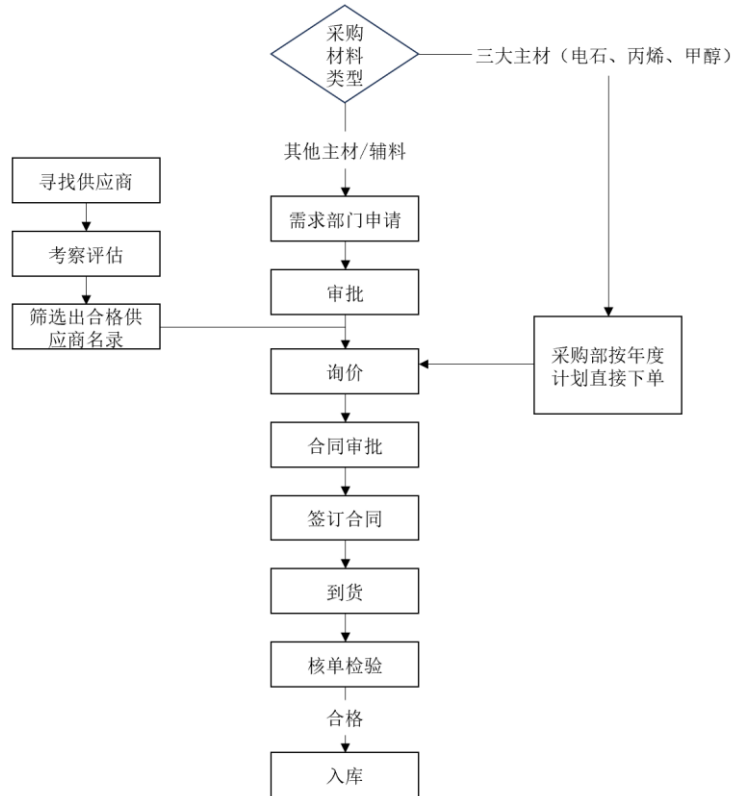 采购
材料
类型
三大主材（电石、丙烯、甲醇）
其他主材/辅料
寻找供应商
需求部门申请
考察评估
审批
筛选出合格供
应商名录
询价
采购部按年度
计划直接下单
合同审批
签订合同
到货
核单检验
合格
入库